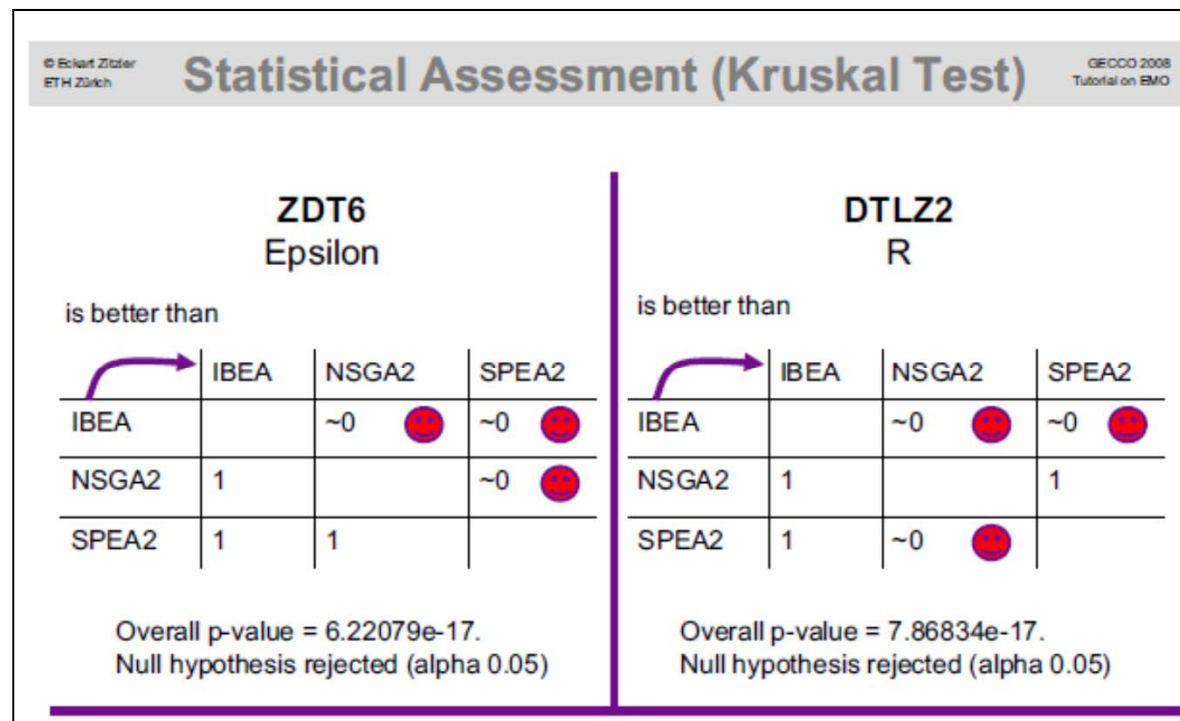 © Eckart Zitzler
ETH Zürich
Statistical Assessment (Kruskal Test)
GECCO 2008
Tutorial on EMO
ZDT6
Epsilon
is better than
IBEA NSGA2 SPEA2
IBEA ~0 ~0
NSGA2 1 ~0
SPEA2 1 1
Overall p-value = 6.22079e-17.
Null hypothesis rejected (alpha 0.05)
DTLZ2
R
is better than
IBEA NSGA2 SPEA2
IBEA ~0 ~0
NSGA2 1 1
SPEA2 1 ~0
Overall p-value = 7.86834e-17.
Null hypothesis rejected (alpha 0.05)